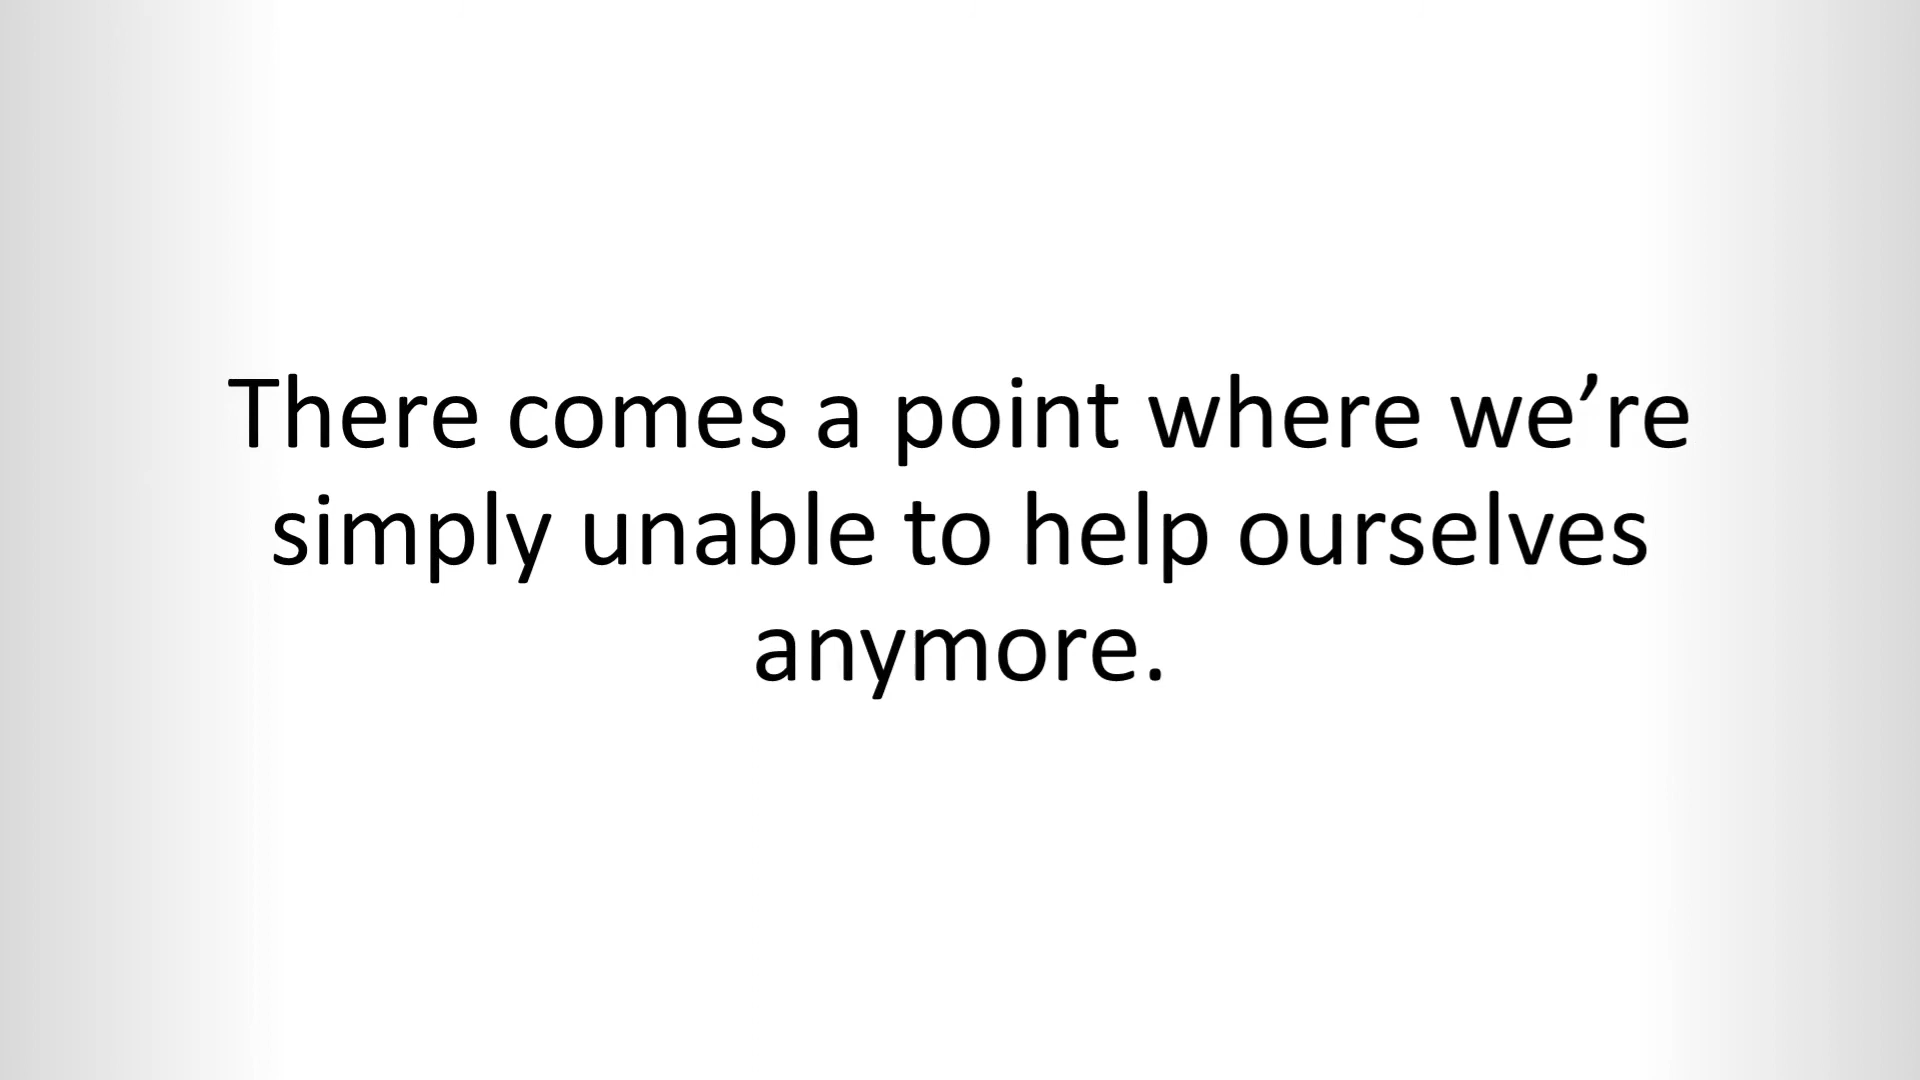 There comes a point where we’re
simply unable to help ourselves
anymore.